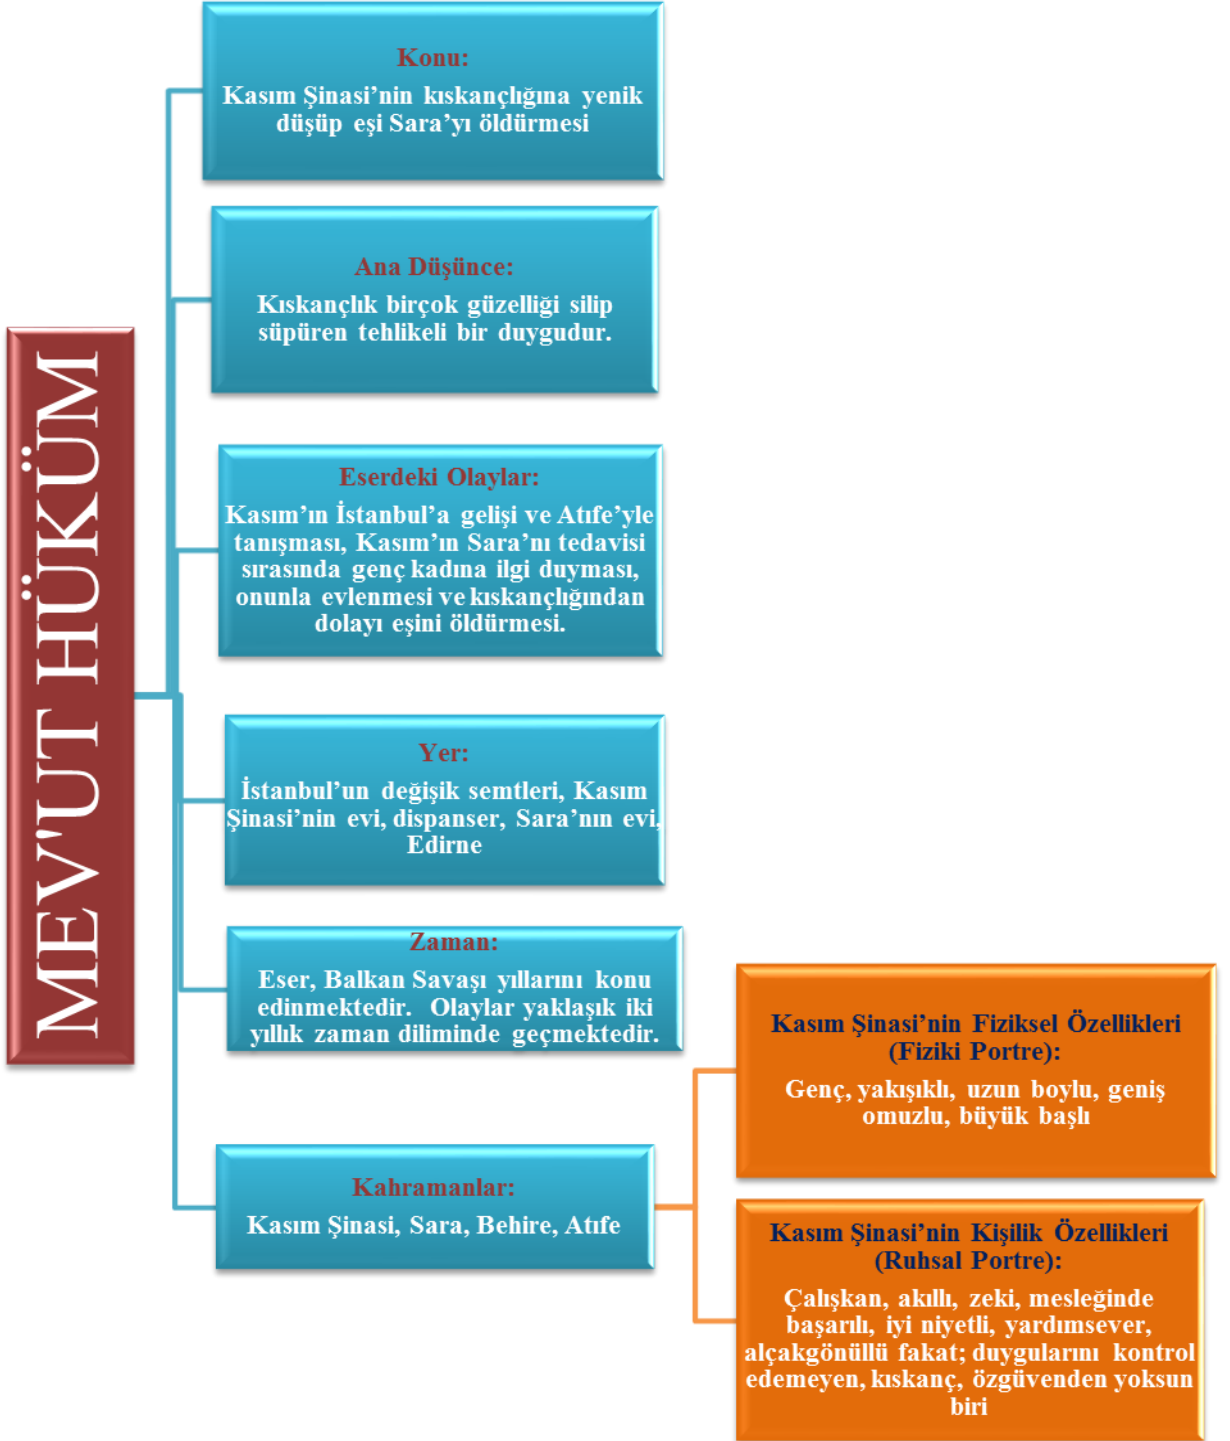 MEV'UT HÜKÜM
Konu:
Kasım Şinasi’nin kıskançlığına yenik
düşüp eşi Sara’yı öldürmesi
Ana Düşünce:
Kıskançlık birçok güzelliği silip
süpüren tehlikeli bir duygudur.
Eserdeki Olaylar:
Kasım’ın İstanbul’a gelişi ve Atıfe’yle
tanışması, Kasım’ın Sara’nı tedavisi
sırasında genç kadına ilgi duyması,
onunla evlenmesi ve kıskançlığından
dolayı eşini öldürmesi.
Yer:
İstanbul’un değişik semtleri, Kasım
Şinasi’nin evi, dispanser, Sara’nın evi,
Edirne
Zaman:
Eser, Balkan Savaşı yıllarını konu
edinmektedir. Olaylar yaklaşık iki
yıllık zaman diliminde geçmektedir.
Kahramanlar:
Kasım Şinasi, Sara, Behire, Atıfe
Kasım Şinasi’nin Fiziksel Özellikleri
(Fiziki Portre):
Genç, yakışıklı, uzun boylu, geniş
omuzlu, büyük başlı
Kasım Şinasi’nin Kişilik Özellikleri
(Ruhsal Portre):
Çalışkan, akıllı, zeki, mesleğinde
başarılı, iyi niyetli, yardımsever,
alçakgönüllü fakat; duygularını kontrol
edemeyen, kıskanç, özgüvenden yoksun
biri